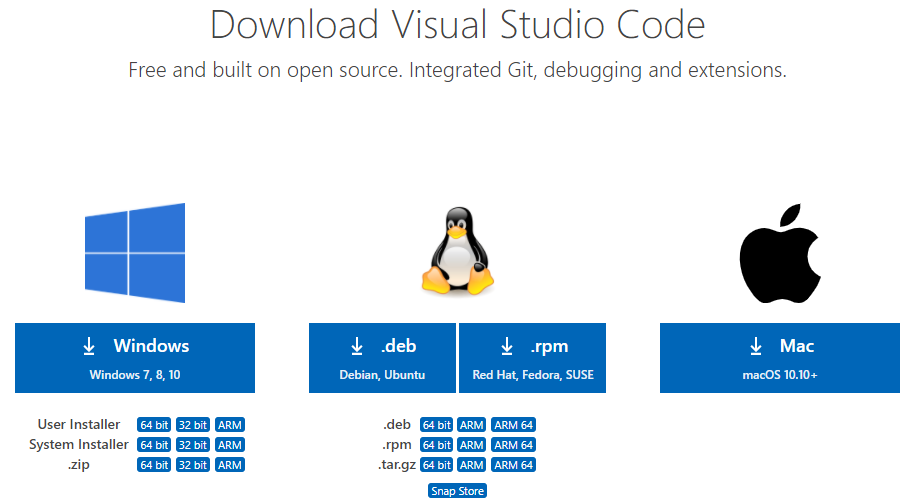 Download Visual Studio Code
Free and built on open source. Integrated Git, debugging and extensions.
Windows
Windows 7, 8, 10
.deb
Debian, Ubuntu
.rpm
Red Hat, Fedora, SUSE
Mac
macOS 10.10+
User Installer 64 bit 32 bit ARM
System Installer 64 bit 32 bit ARM
.zip 64 bit 32 bit ARM
.deb 64 bit ARM ARM 64
.rpm 64 bit ARM ARM 64
.tar.gz 64 bit ARM ARM 64
Snap Store